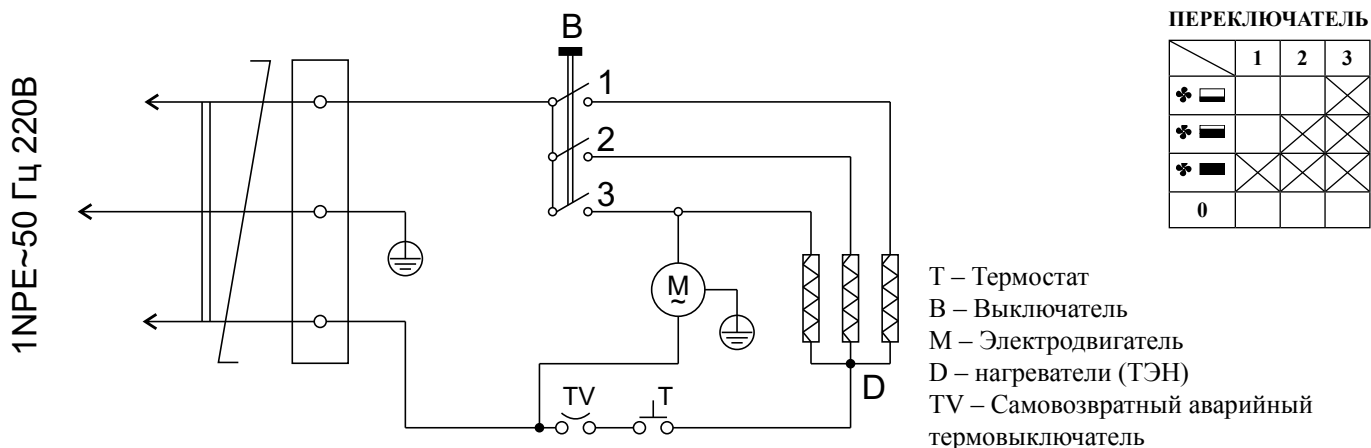 1NPE~50 Гц 220В
B
1
2
3
M
~
TV
T
D
ПЕРЕКЛЮЧАТЕЛЬ
1 2 3
0
T – Термостат
B – Выключатель
M – Электродвигатель
D – нагреватели (ТЭН)
TV – Самовозвратный аварийный
термовыключатель